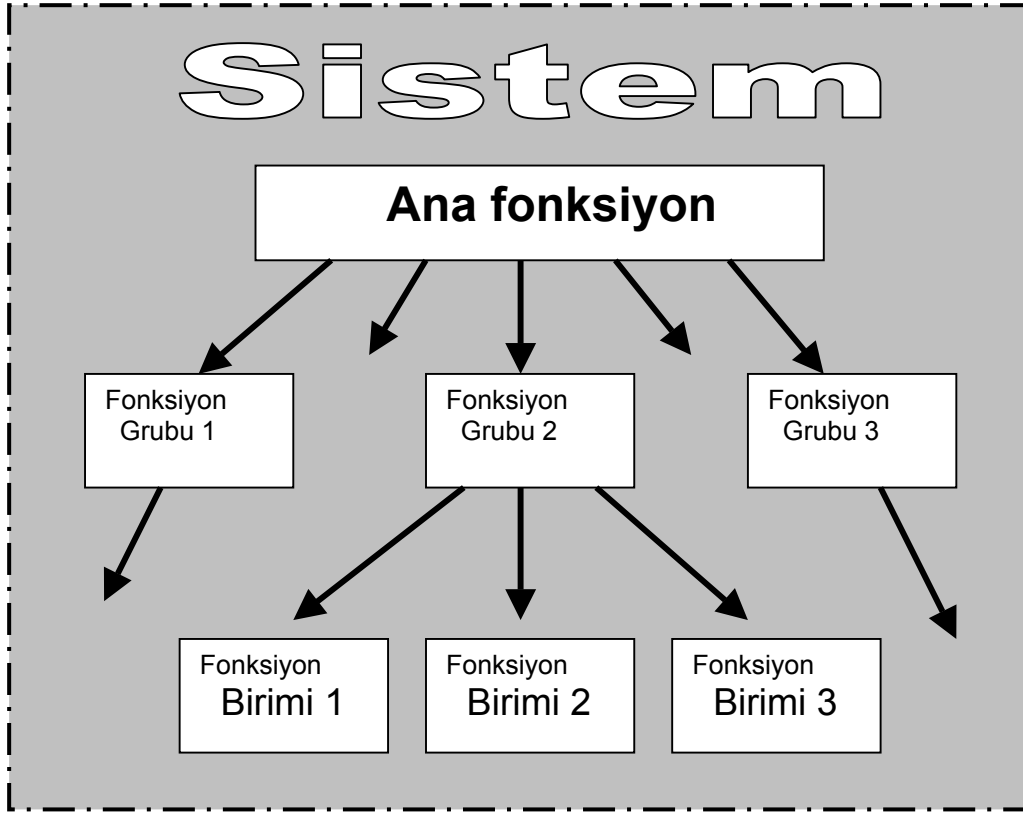 Sistem
Ana fonksiyon
Fonksiyon
Grubu 1
Fonksiyon
Grubu 2
Fonksiyon
Grubu 3
Fonksiyon
Birimi 1
Fonksiyon
Birimi 2
Fonksiyon
Birimi 3